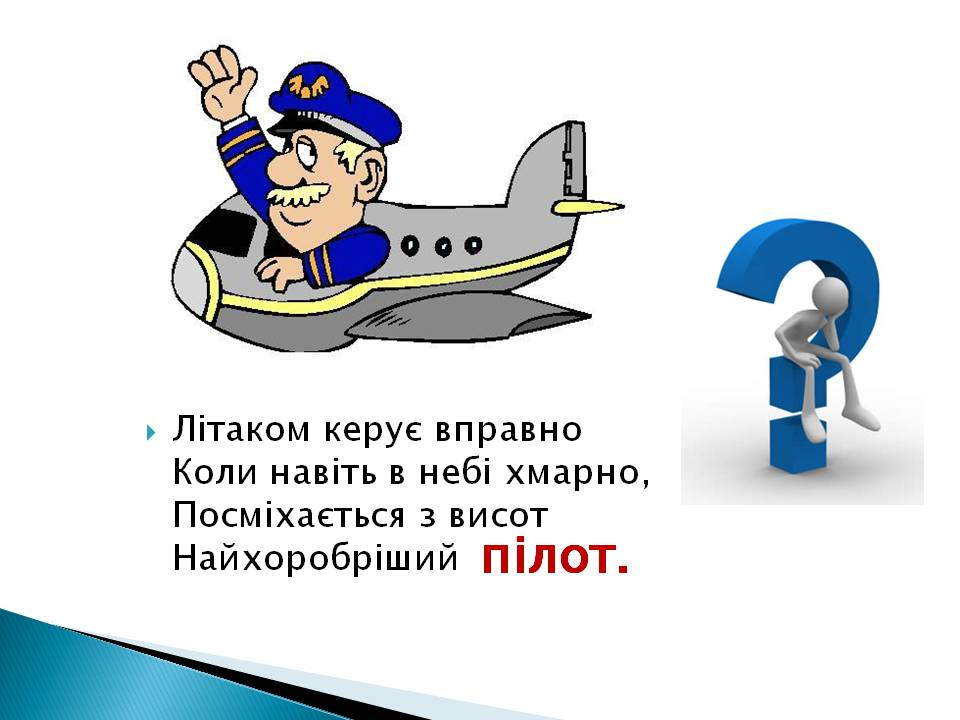 Літаком керує вправно
Коли навіть в небі хмарно,
Посміхається з висот
Найхоробріший пілот.